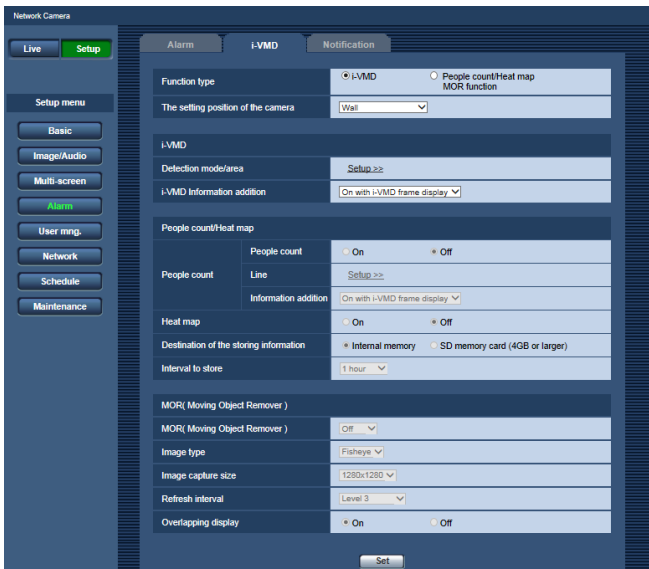 Network Camera
Live Setup
Alarm i-VMD Notification
Function type i-VMD People count/Heat map
MOR function
The setting position of the camera Wall
Setup menu
Basic
Image/Audio
Multi-screen
Alarm
User mng.
Network
Schedule
Maintenance
i-VMD
Detection mode/area Setup >>
i-VMD Information addition On with i-VMD frame display
People count/Heat map
People count People count On Off
Line Setup >>
Information addition On with i-VMD frame display
Heat map On Off
Destination of the storing information Internal memory SD memory card (4GB or larger)
Interval to store 1 hour
MOR( Moving Object Remover )
MOR( Moving Object Remover ) Off
Image type Fisheye
Image capture size 1280x1280
Refresh interval Level 3
Overlapping display On Off
Set